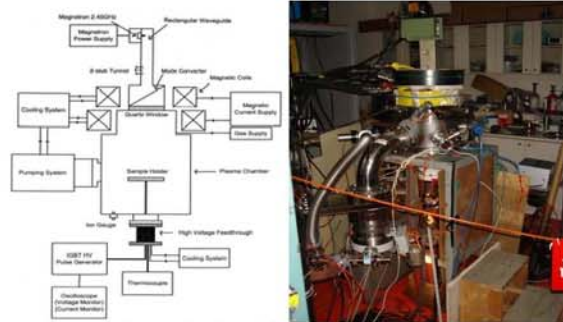 Magnetron 2.45GHz
Rectangular Waveguide
Magnetron
Power Supply
3 stub Tunnel
Mode Converter
Magnetic Coils
Cooling System
Magnetic
Current Supply
Quartz Window
Gas Supply
Pumping System
Sample Holder
Plasma Chamber
Ion Gauge
High Voltage Feedthrough
IGBT HV
Pulse Generator
Cooling System
Thermocouple
Oscilloscope
(Voltage Monitor)
(Current Monitor)